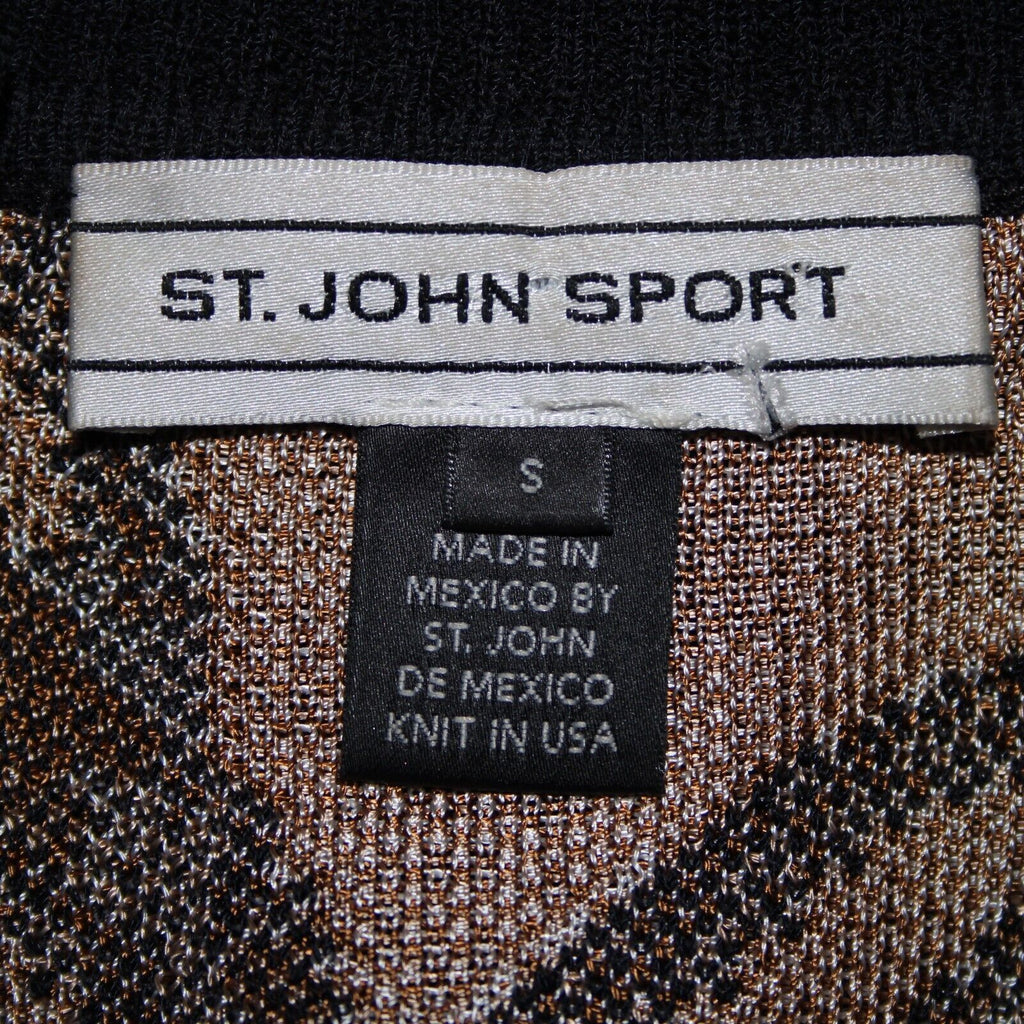 ST. JOHN SPORT
S
MADE IN
MEXICO BY
ST. JOHN
DE MEXICO
KNIT IN USA